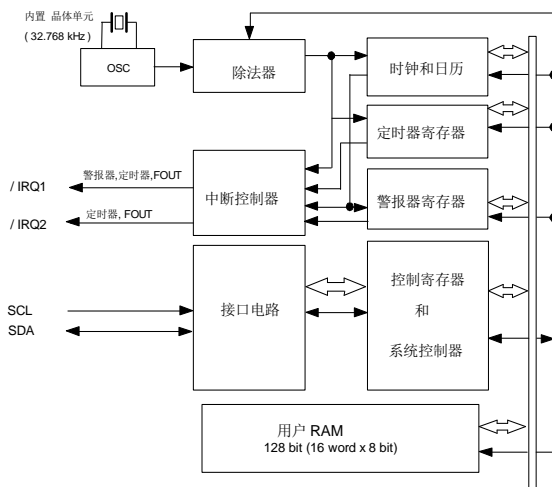 内置 晶体单元
( 32.768 kHz )
OSC
除法器
时钟和日历
定时器寄存器
警报器,定时器,FOUT
/ IRQ1
中断控制器
警报器寄存器
定时器, FOUT
/ IRQ2
控制寄存器
接口电路
和
SCL
SDA
系统控制器
用户 RAM
128 bit (16 word x 8 bit)